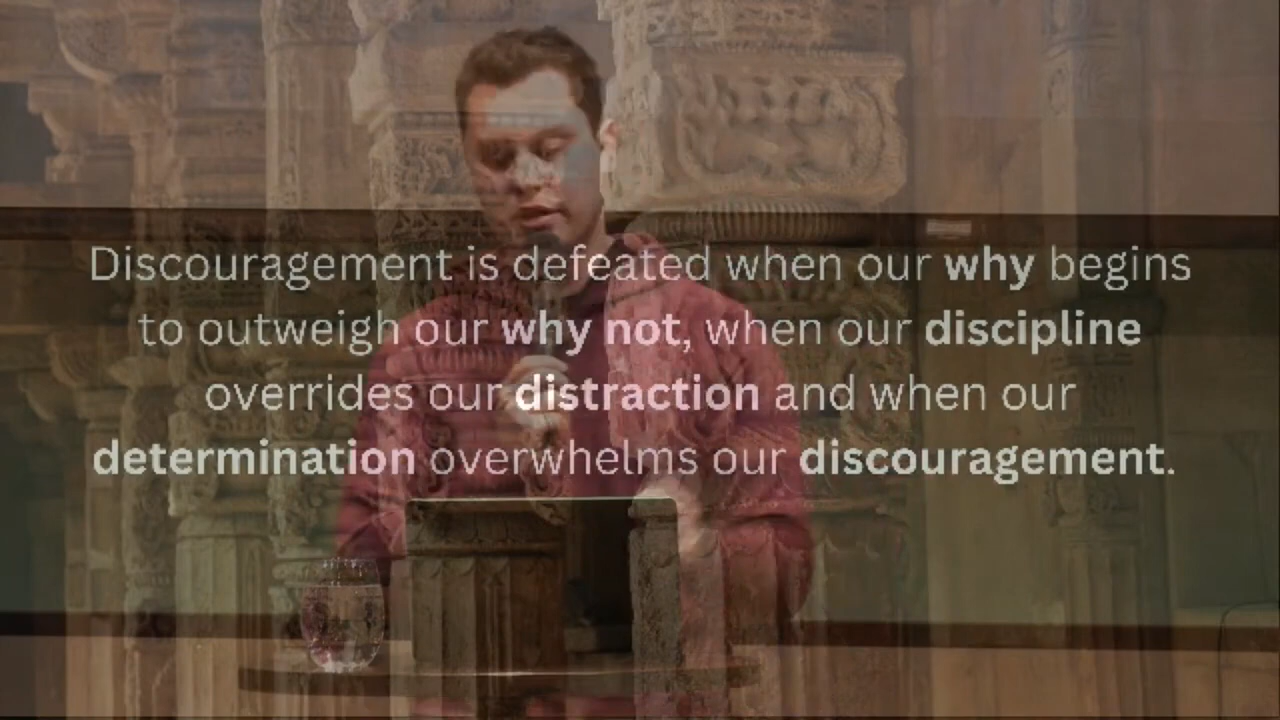 Discouragement is defeated when our why begins
to outweigh our why not, when our discipline
overrides our distraction and when our
determination overwhelms our discouragement.